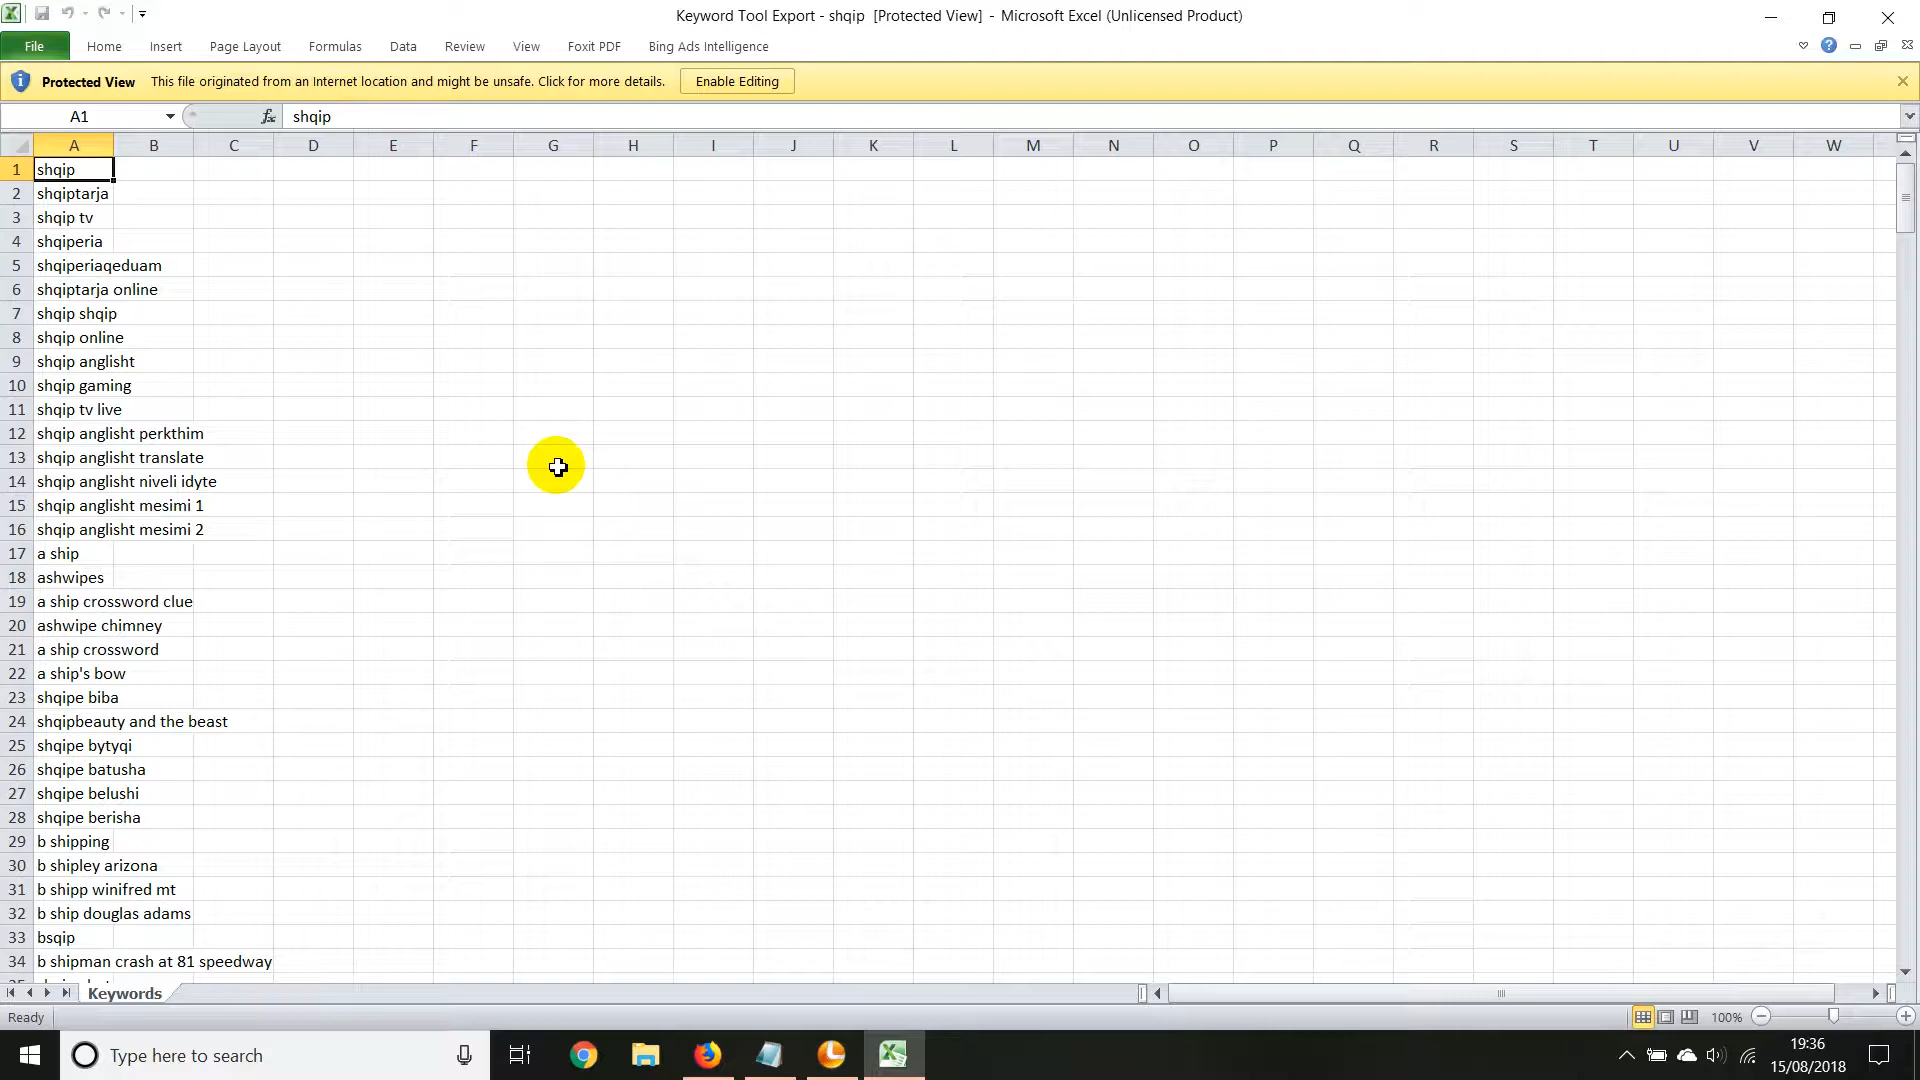 Keyword Tool Export - shqip  [Protected View]  -  Microsoft Excel (Unlicensed Product)
File Home Insert Page Layout Formulas Data Review View Foxit PDF Bing Ads Intelligence
Protected View This file originated from an Internet location and might be unsafe. Click for more details. Enable Editing
A1 fx shqip
A B C D E F G H I J K L M N O P Q R S T U V W
1 shqip
2 shqiptarja
3 shqip tv
4 shqiperia
5 shqiperiaqeduam
6 shqiptarja online
7 shqip shqip
8 shqip online
9 shqip anglisht
10 shqip gaming
11 shqip tv live
12 shqip anglisht perkthim
13 shqip anglisht translate
14 shqip anglisht niveli idyte
15 shqip anglisht mesimi 1
16 shqip anglisht mesimi 2
17 a ship
18 ashwipes
19 a ship crossword clue
20 ashwipe chimney
21 a ship crossword
22 a ship's bow
23 shqipe biba
24 shqipbeauty and the beast
25 shqipe bytyqi
26 shqipe batusha
27 shqipe belushi
28 shqipe berisha
29 b shipping
30 b shipley arizona
31 b shipp winifred mt
32 b ship douglas adams
33 bsqip
34 b shipman crash at 81 speedway
Keywords
Ready 100%
Type here to search 19:36
15/08/2018